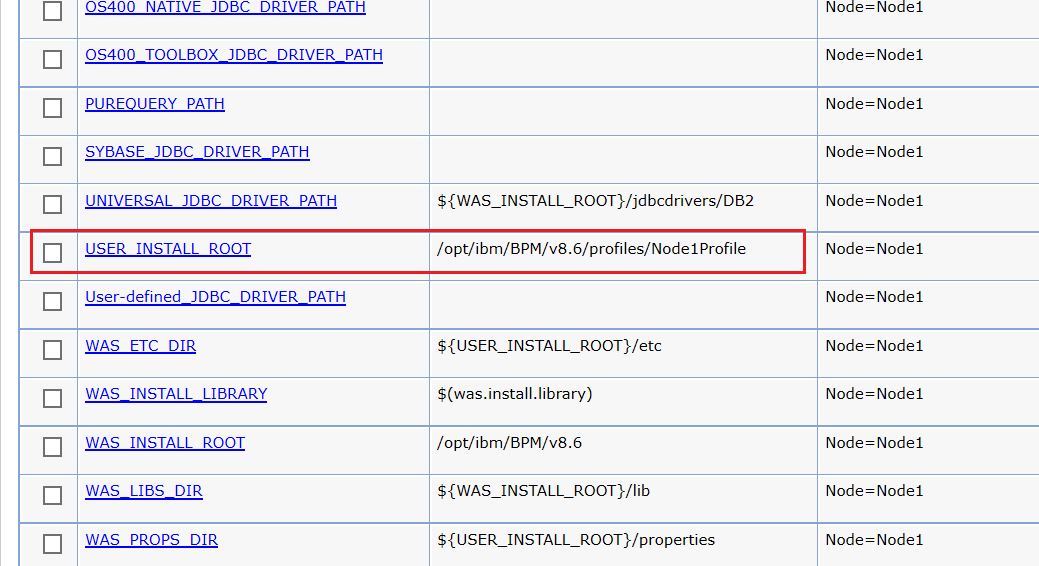 OS400_NATIVE_JDBC_DRIVER_PATH Node=Node1
OS400_TOOLBOX_JDBC_DRIVER_PATH Node=Node1
PUREQUERY_PATH Node=Node1
SYBASE_JDBC_DRIVER_PATH Node=Node1
UNIVERSAL_JDBC_DRIVER_PATH ${WAS_INSTALL_ROOT}/jdbcdrivers/DB2 Node=Node1
USER_INSTALL_ROOT /opt/ibm/BPM/v8.6/profiles/Node1Profile Node=Node1
User-defined_JDBC_DRIVER_PATH Node=Node1
WAS_ETC_DIR ${USER_INSTALL_ROOT}/etc Node=Node1
WAS_INSTALL_LIBRARY $(was.install.library) Node=Node1
WAS_INSTALL_ROOT /opt/ibm/BPM/v8.6 Node=Node1
WAS_LIBS_DIR ${WAS_INSTALL_ROOT}/lib Node=Node1
WAS_PROPS_DIR ${USER_INSTALL_ROOT}/properties Node=Node1